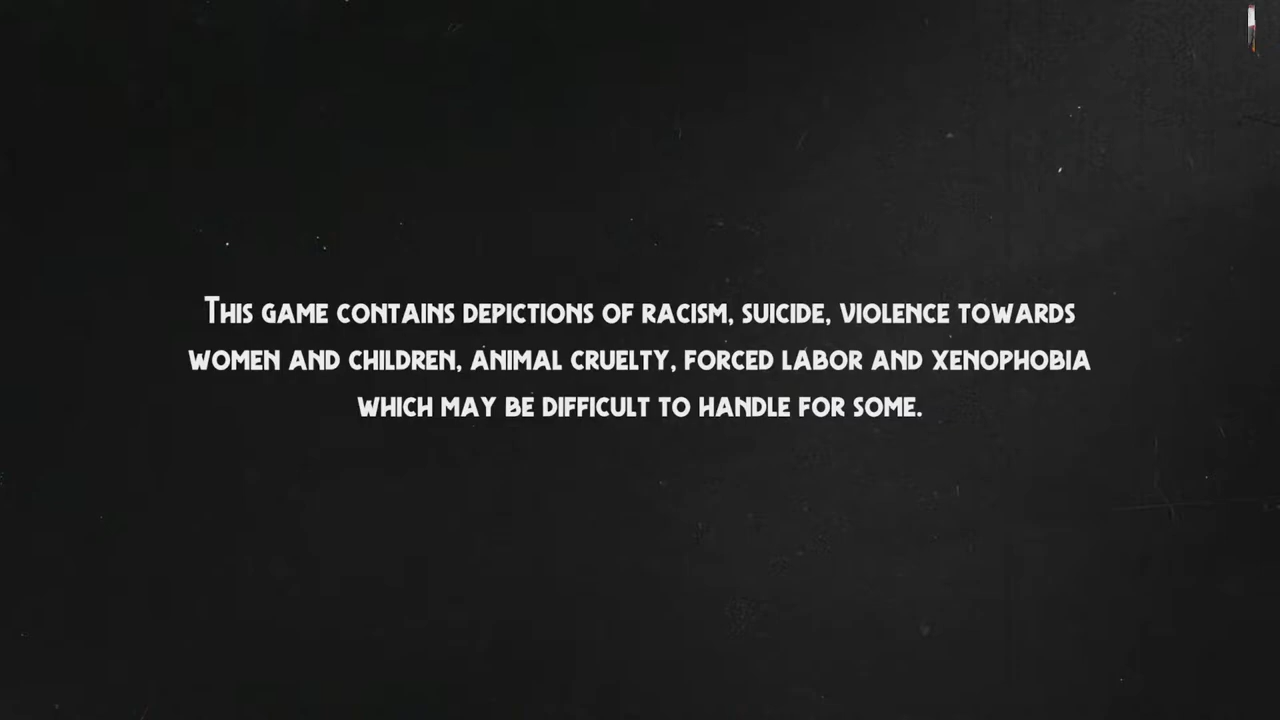 This game contains depictions of racism, suicide, violence towards
women and children, animal cruelty, forced labor and xenophobia
which may be difficult to handle for some.